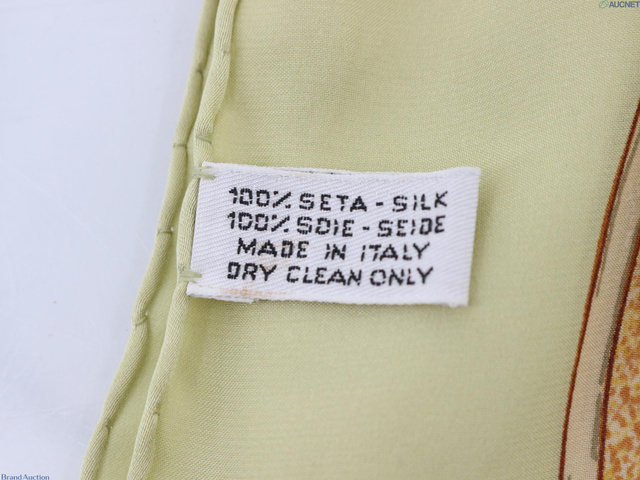 AUCNET
100% SETA - SILK
100% SOIE - SEIDE
MADE IN ITALY
DRY CLEAN ONLY
Brand Auction